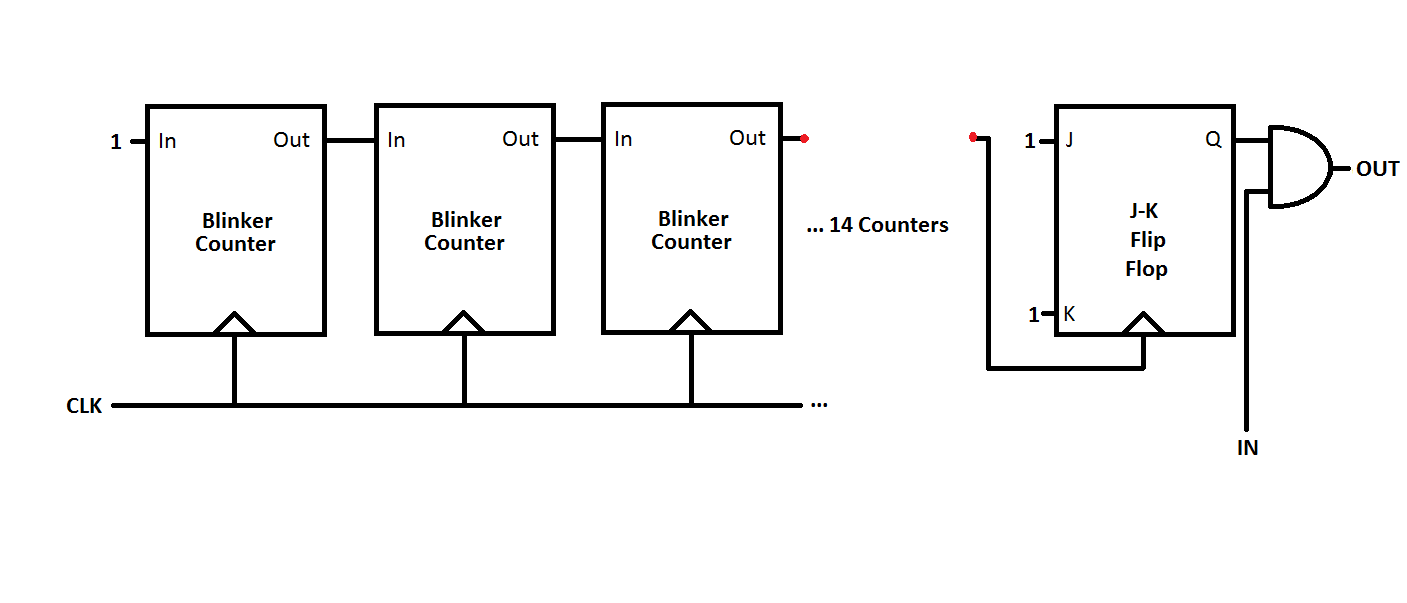 1
In
Out
Blinker
Counter
In
Out
Blinker
Counter
In
Out
Blinker
Counter
... 14 Counters
1
J
Q
J-K
Flip
Flop
1
K
OUT
CLK
...
IN